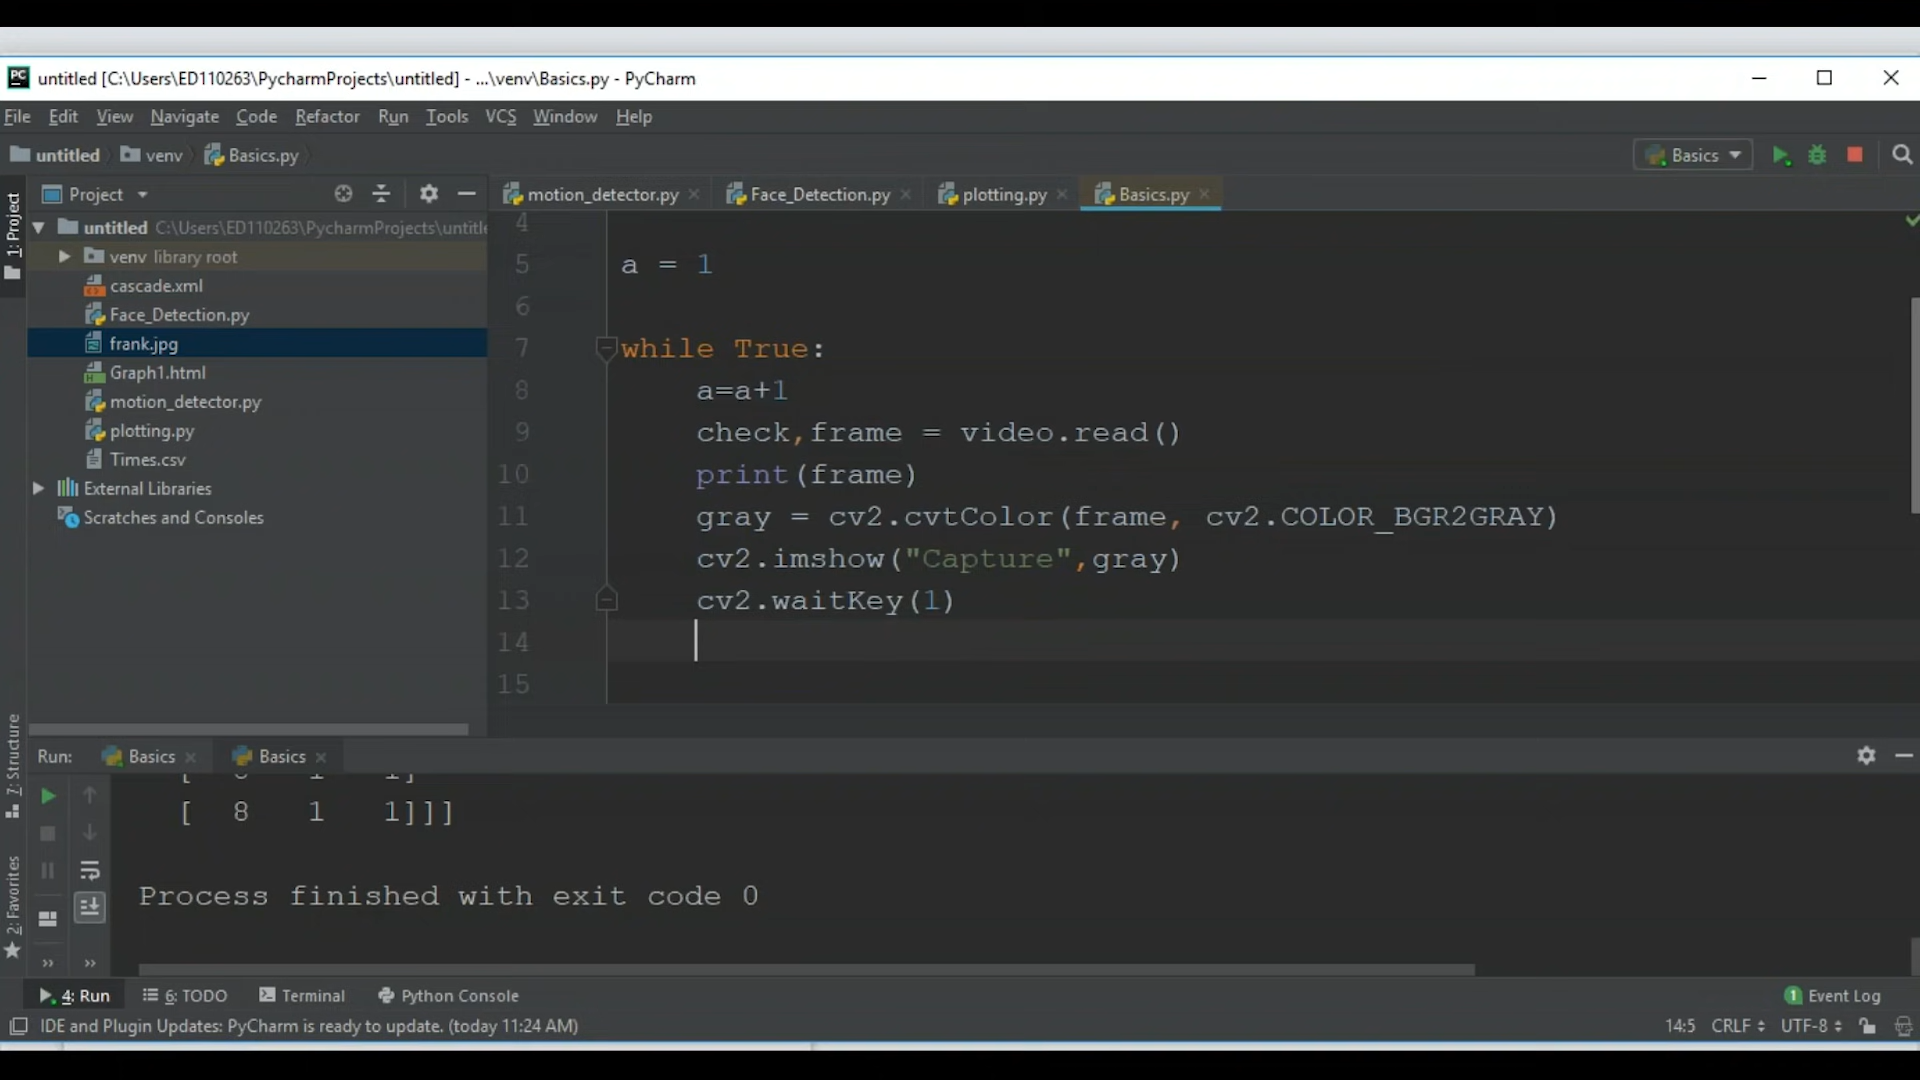 PC untitled [C:\Users\ED110263\PycharmProjects\untitled] - ...\venv\Basics.py - PyCharm
File Edit View Navigate Code Refactor Run Tools VCS Window Help
untitled venv Basics.py Basics
1: Project
Project
motion_detector.py Face_Detection.py plotting.py Basics.py
untitled C:\Users\ED110263\PycharmProjects\untitle
venv library root
cascade.xml
Face_Detection.py
frank.jpg
Graph1.html
motion_detector.py
plotting.py
Times.csv
External Libraries
Scratches and Consoles
4
5 a = 1
6
7 while True:
8 a=a+1
9 check,frame = video.read()
10 print(frame)
11 gray = cv2.cvtColor(frame, cv2.COLOR_BGR2GRAY)
12 cv2.imshow("Capture",gray)
13 cv2.waitKey(1)
14
15
7: Structure
2: Favorites
Run: Basics Basics
[ 8 1 1]]]
Process finished with exit code 0
4: Run 6: TODO Terminal Python Console 1 Event Log
IDE and Plugin Updates: PyCharm is ready to update. (today 11:24 AM) 14:5 CRLF UTF-8